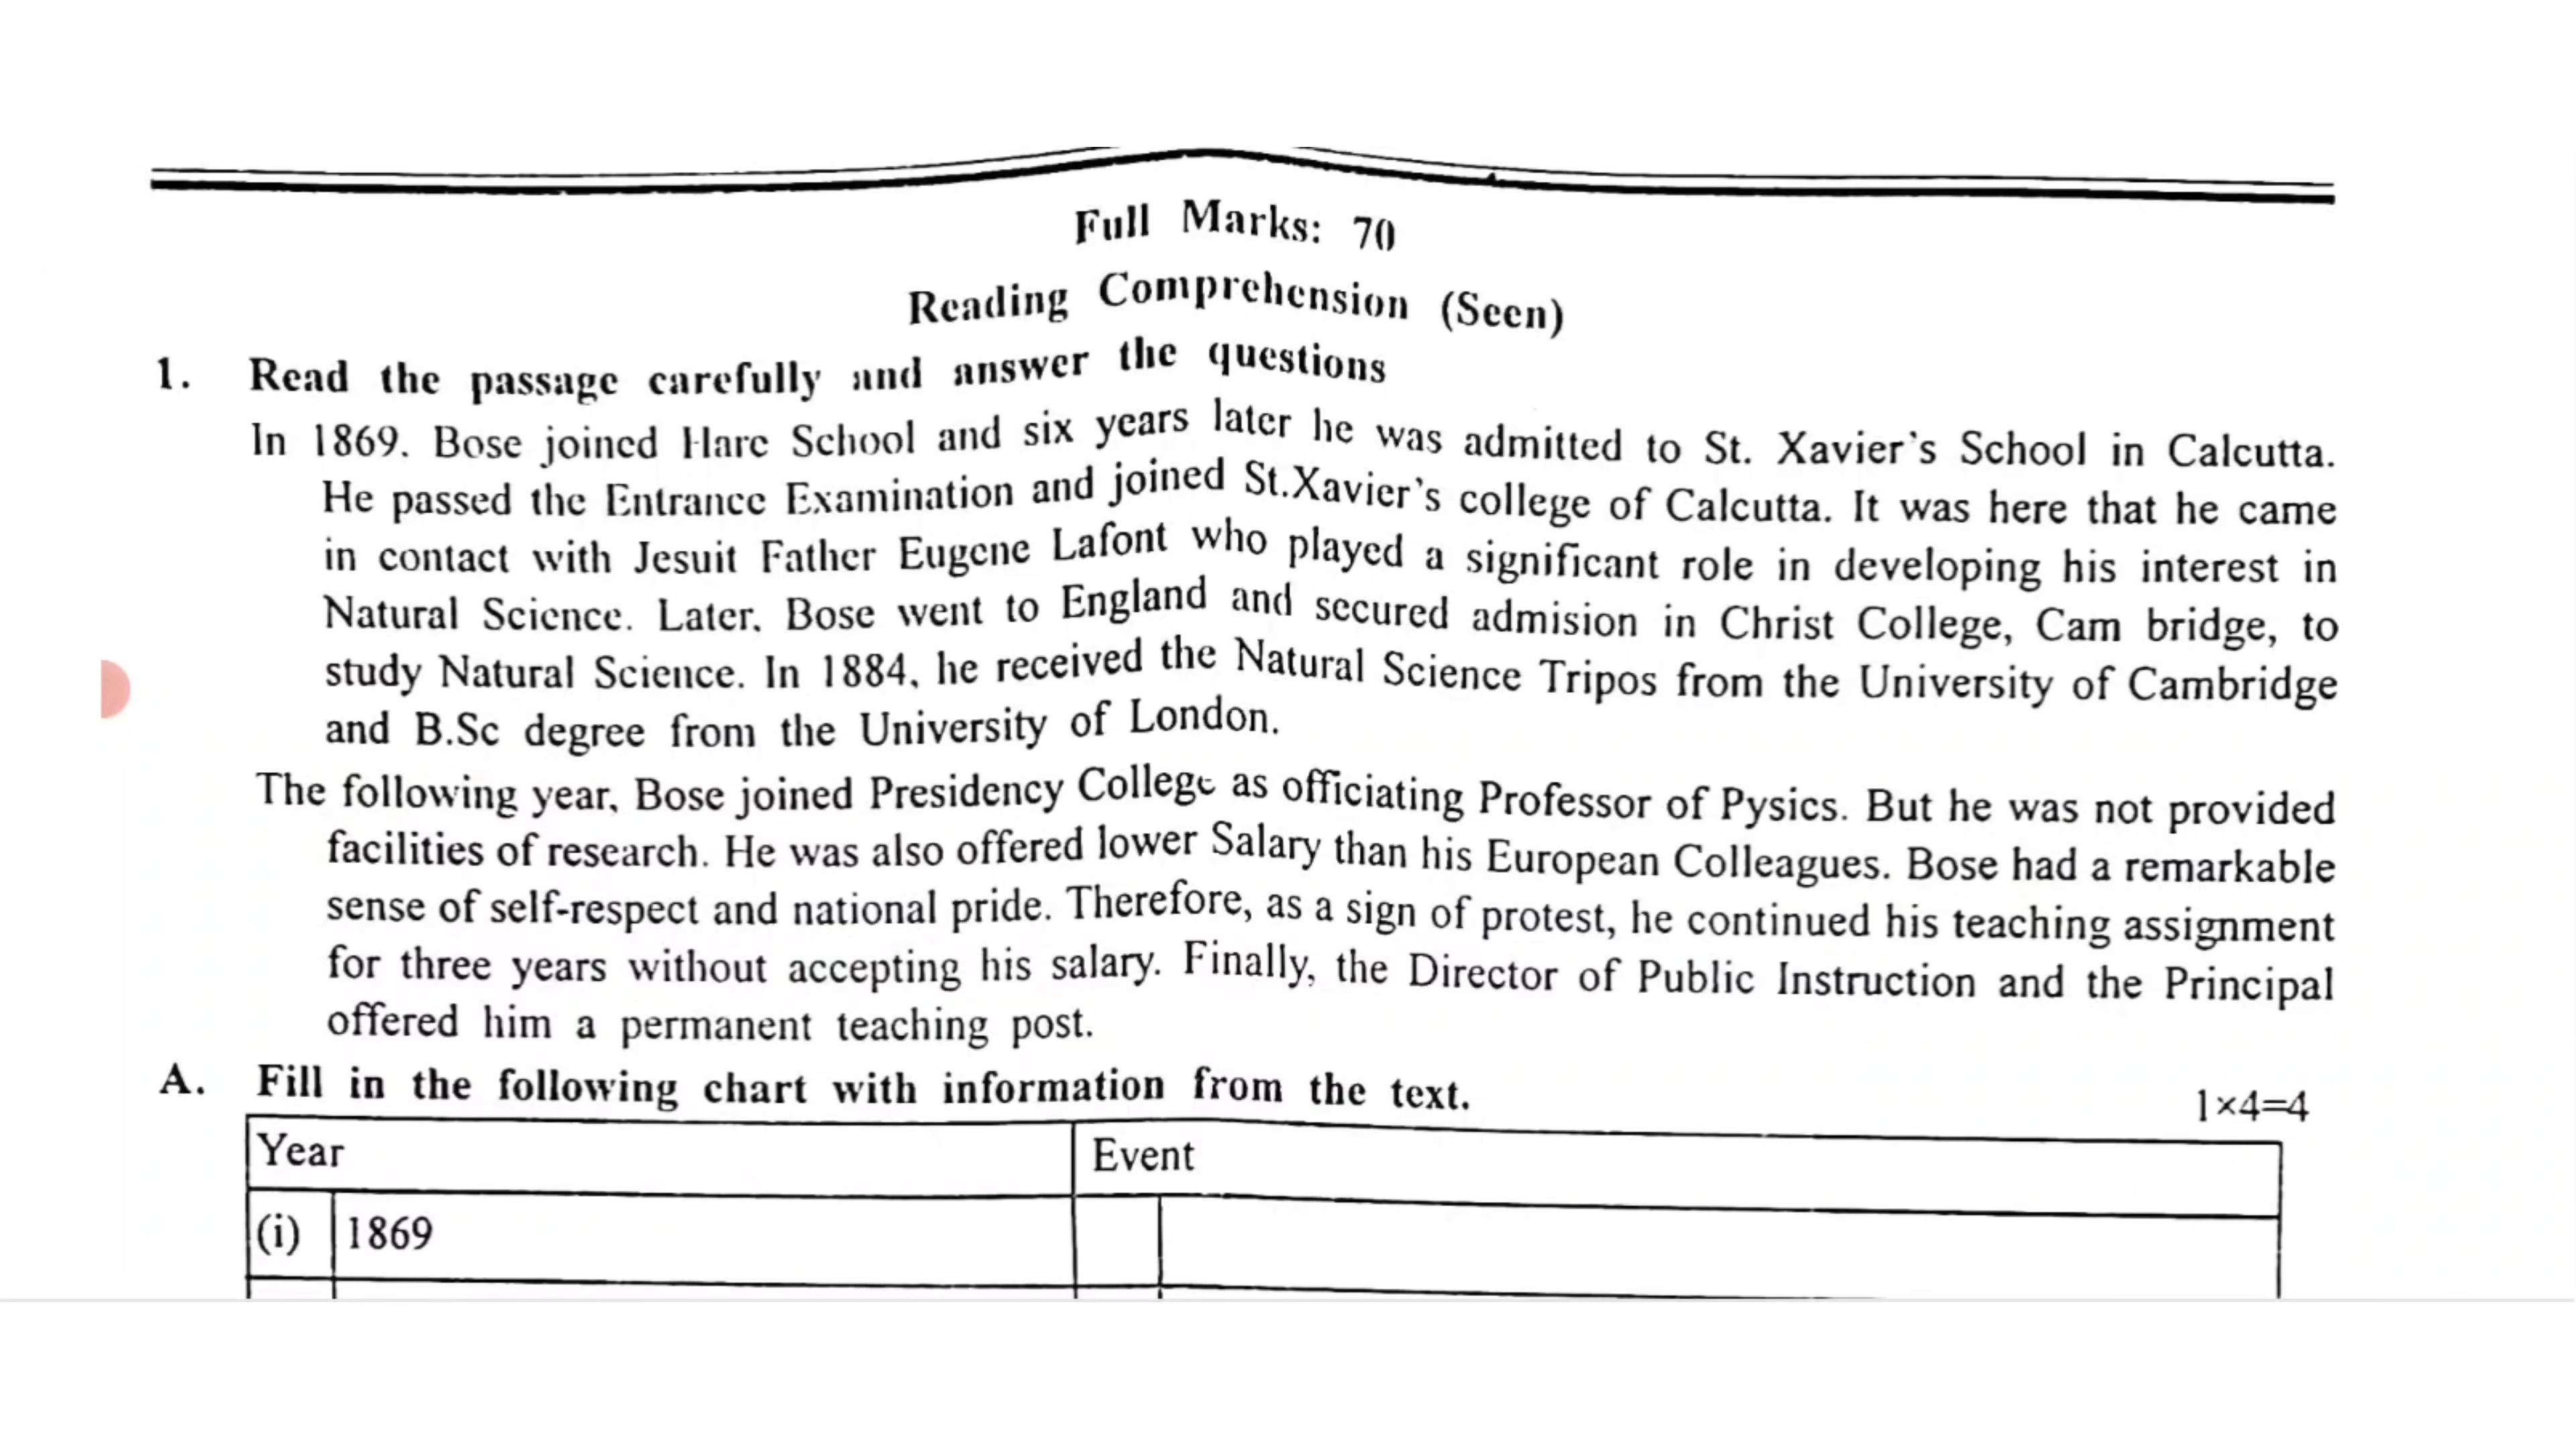 Full Marks: 70
Reading Comprehension (Seen)
1. Read the passage carefully and answer the questions
In 1869. Bose joined Hare School and six years later he was admitted to St. Xavier's School in Calcutta.
He passed the Entrance Examination and joined St.Xavier's college of Calcutta. It was here that he came
in contact with Jesuit Father Eugene Lafont who played a significant role in developing his interest in
Natural Science. Later. Bose went to England and secured admision in Christ College, Cam bridge, to
study Natural Science. In 1884, he received the Natural Science Tripos from the University of Cambridge
and B.Sc degree from the University of London.
The following year, Bose joined Presidency College as officiating Professor of Pysics. But he was not provided
facilities of research. He was also offered lower Salary than his European Colleagues. Bose had a remarkable
sense of self-respect and national pride. Therefore, as a sign of protest, he continued his teaching assignment
for three years without accepting his salary. Finally, the Director of Public Instruction and the Principal
offered him a permanent teaching post.
A. Fill in the following chart with information from the text. 1×4=4
Year Event
(i) 1869